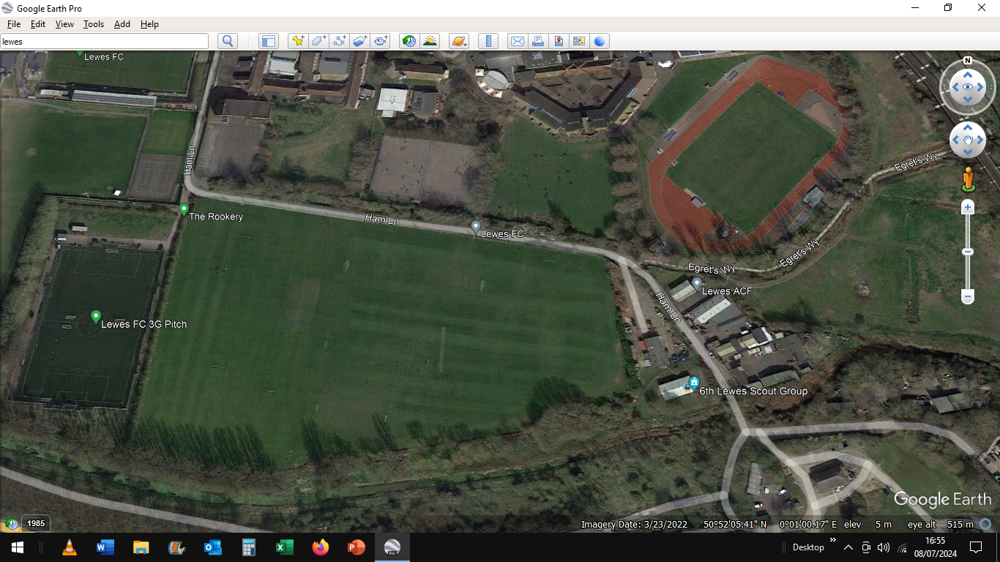 Google Earth Pro
File Edit View Tools Add Help
lewes
Lewes FC
N
Ham Ln
Egret's Wy
The Rookery
Ham Ln
Lewes FC
Egret's Wy
Egret's Wy
Lewes ACF
Ham Ln
Lewes FC 3G Pitch
6th Lewes Scout Group
Google Earth
1985
Imagery Date: 3/23/2022 50°52'05.41" N 0°01'00.17" E elev 5 m eye alt 515 m
Desktop
16:55
08/07/2024